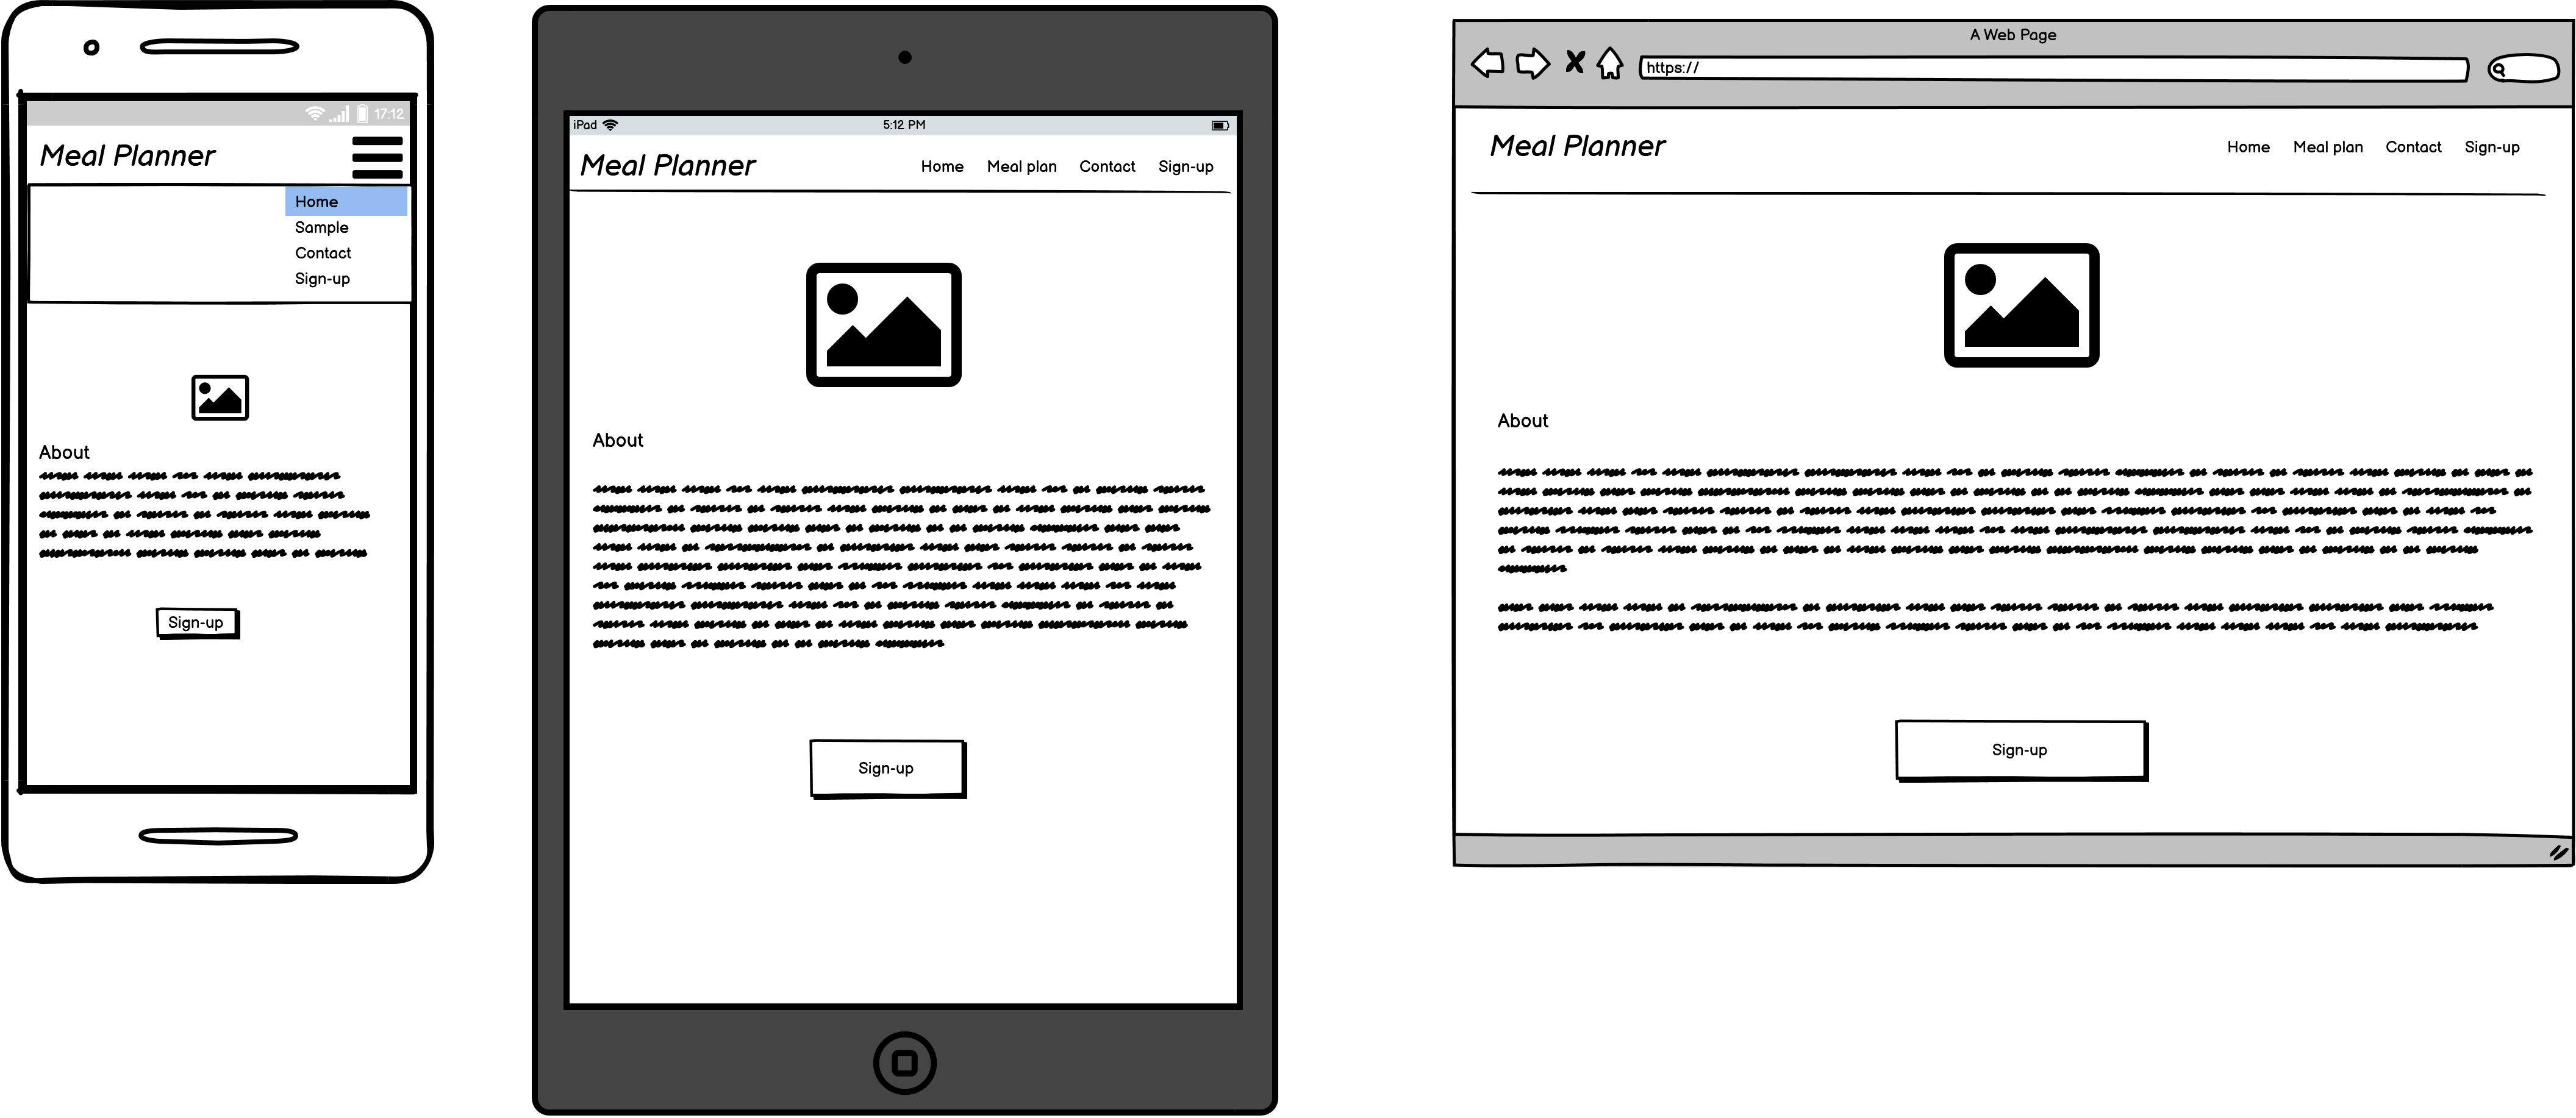 17:12
Meal Planner
Home
Sample
Contact
Sign-up
About
Sign-up
iPad 5:12 PM
Meal Planner Home Meal plan Contact Sign-up
About
Sign-up
A Web Page
https://
Meal Planner Home Meal plan Contact Sign-up
About
Sign-up